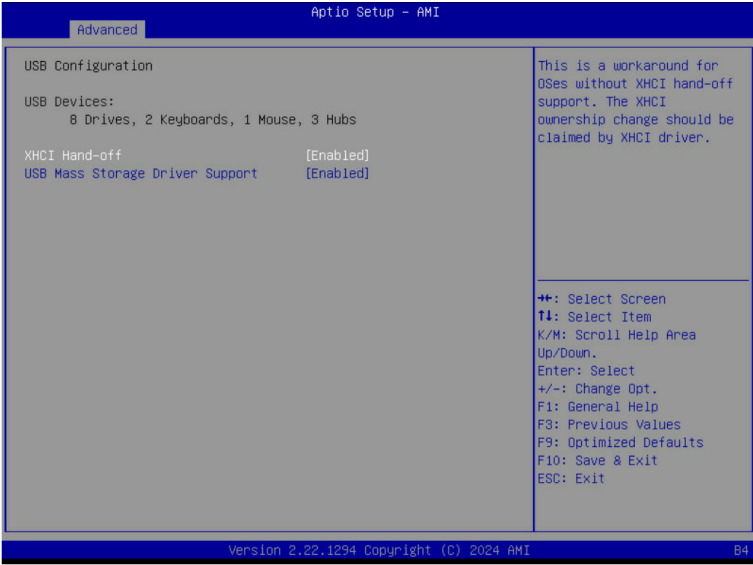 Aptio Setup – AMI
Advanced
USB Configuration
USB Devices:
8 Drives, 2 Keyboards, 1 Mouse, 3 Hubs
XHCI Hand-off [Enabled]
USB Mass Storage Driver Support [Enabled]
This is a workaround for
OSes without XHCI hand-off
support. The XHCI
ownership change should be
claimed by XHCI driver.
→←: Select Screen
↑↓: Select Item
K/M: Scroll Help Area
Up/Down.
Enter: Select
+/-: Change Opt.
F1: General Help
F3: Previous Values
F9: Optimized Defaults
F10: Save & Exit
ESC: Exit
Version 2.22.1294 Copyright (C) 2024 AMI
B4